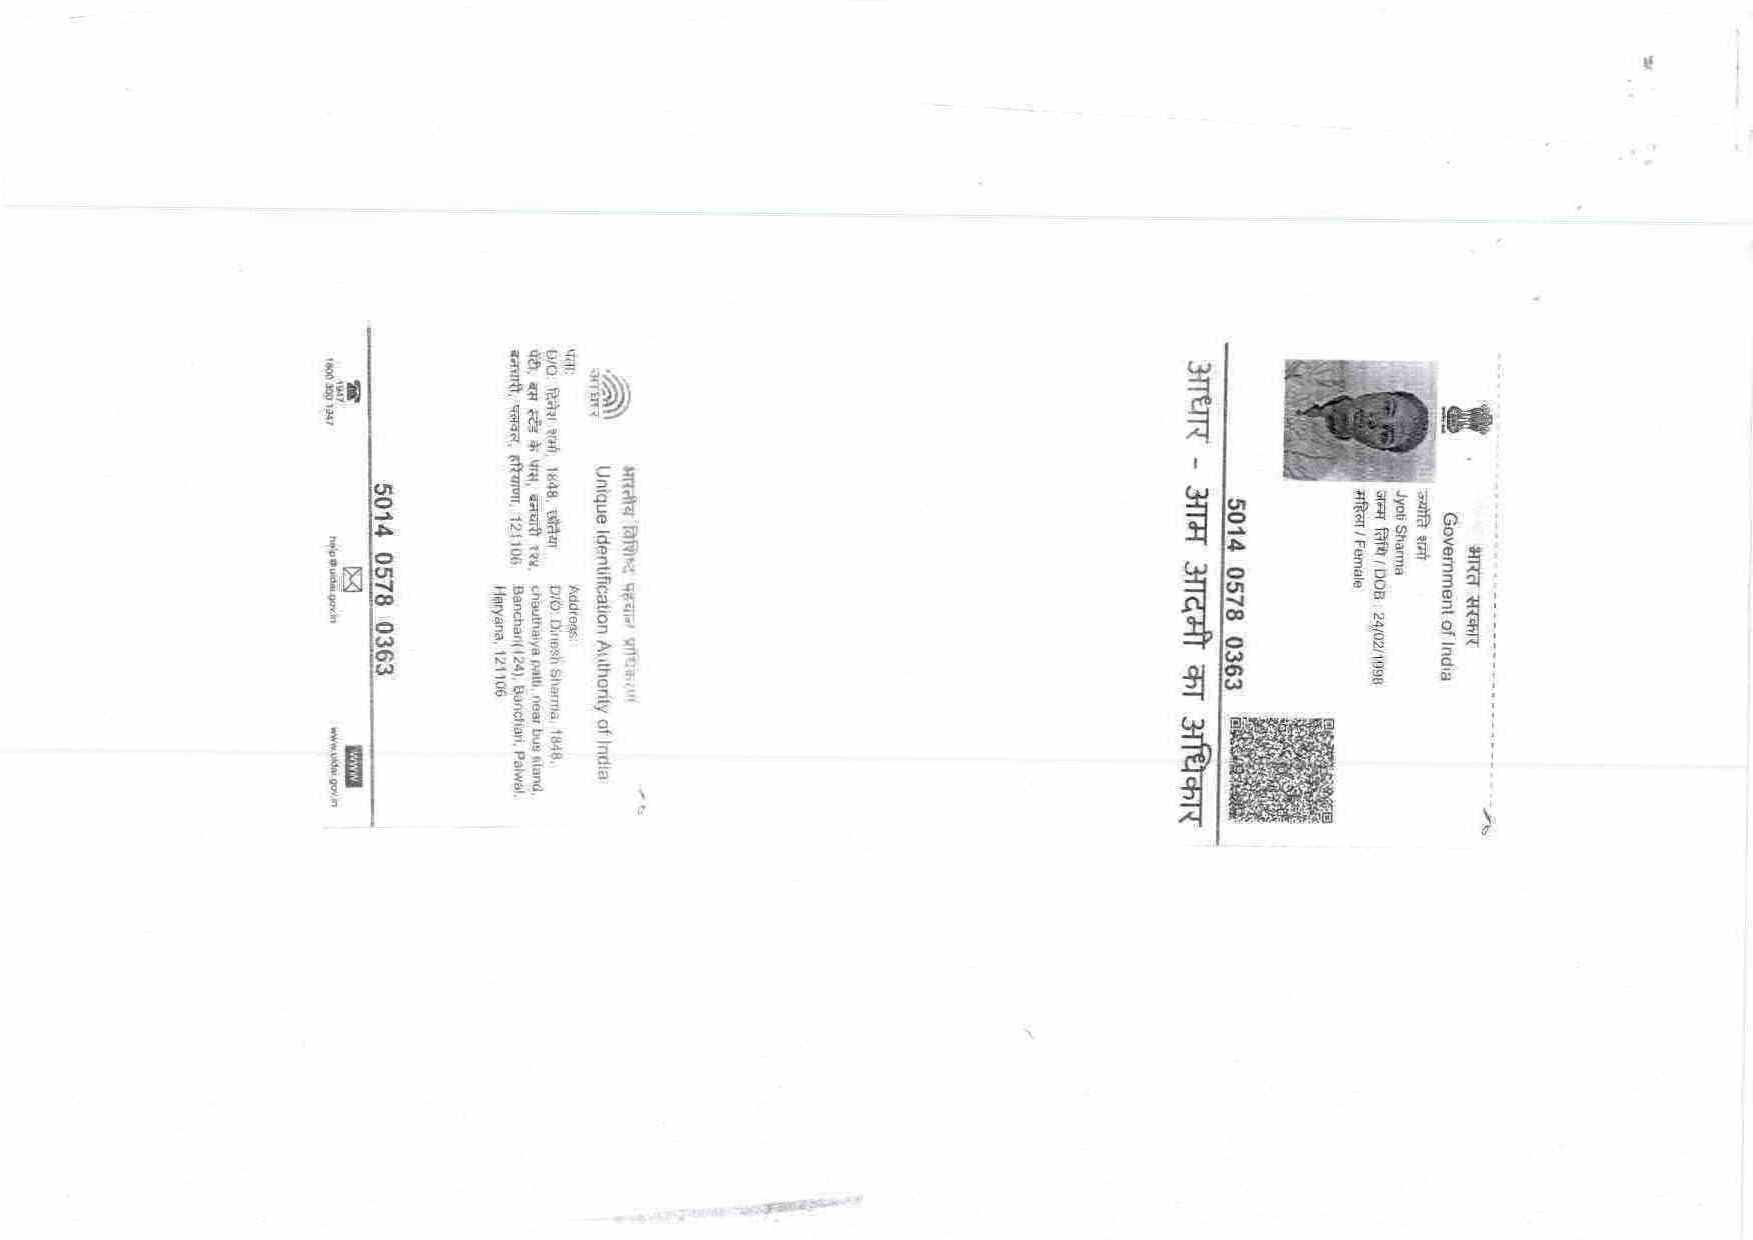 भारत सरकार
Government of India
ज्योति शर्मा
Jyoti Sharma
जन्म तिथि / DOB : 24/02/1998
महिला / Female
5014 0578 0363
आधार - आम आदमी का अधिकार
भारतीय विशिष्ट पहचान प्राधिकरण
Unique Identification Authority of India
आधार
पता:
D/O: दिनेश शर्मा, 1848, छौतैया
पट्टी, बस स्टैंड के पास, बनचारी १२४,
बनचारी, पलवल, हरियाणा, 121106
Address:
D/O: Dinesh Sharma, 1848,
chauthaiya patti, near bus stand,
Banchari(124), Banchari, Palwal,
Haryana, 121106
5014 0578 0363
1947
1800 300 1947
help@uidai.gov.in
WWW
www.uidai.gov.in